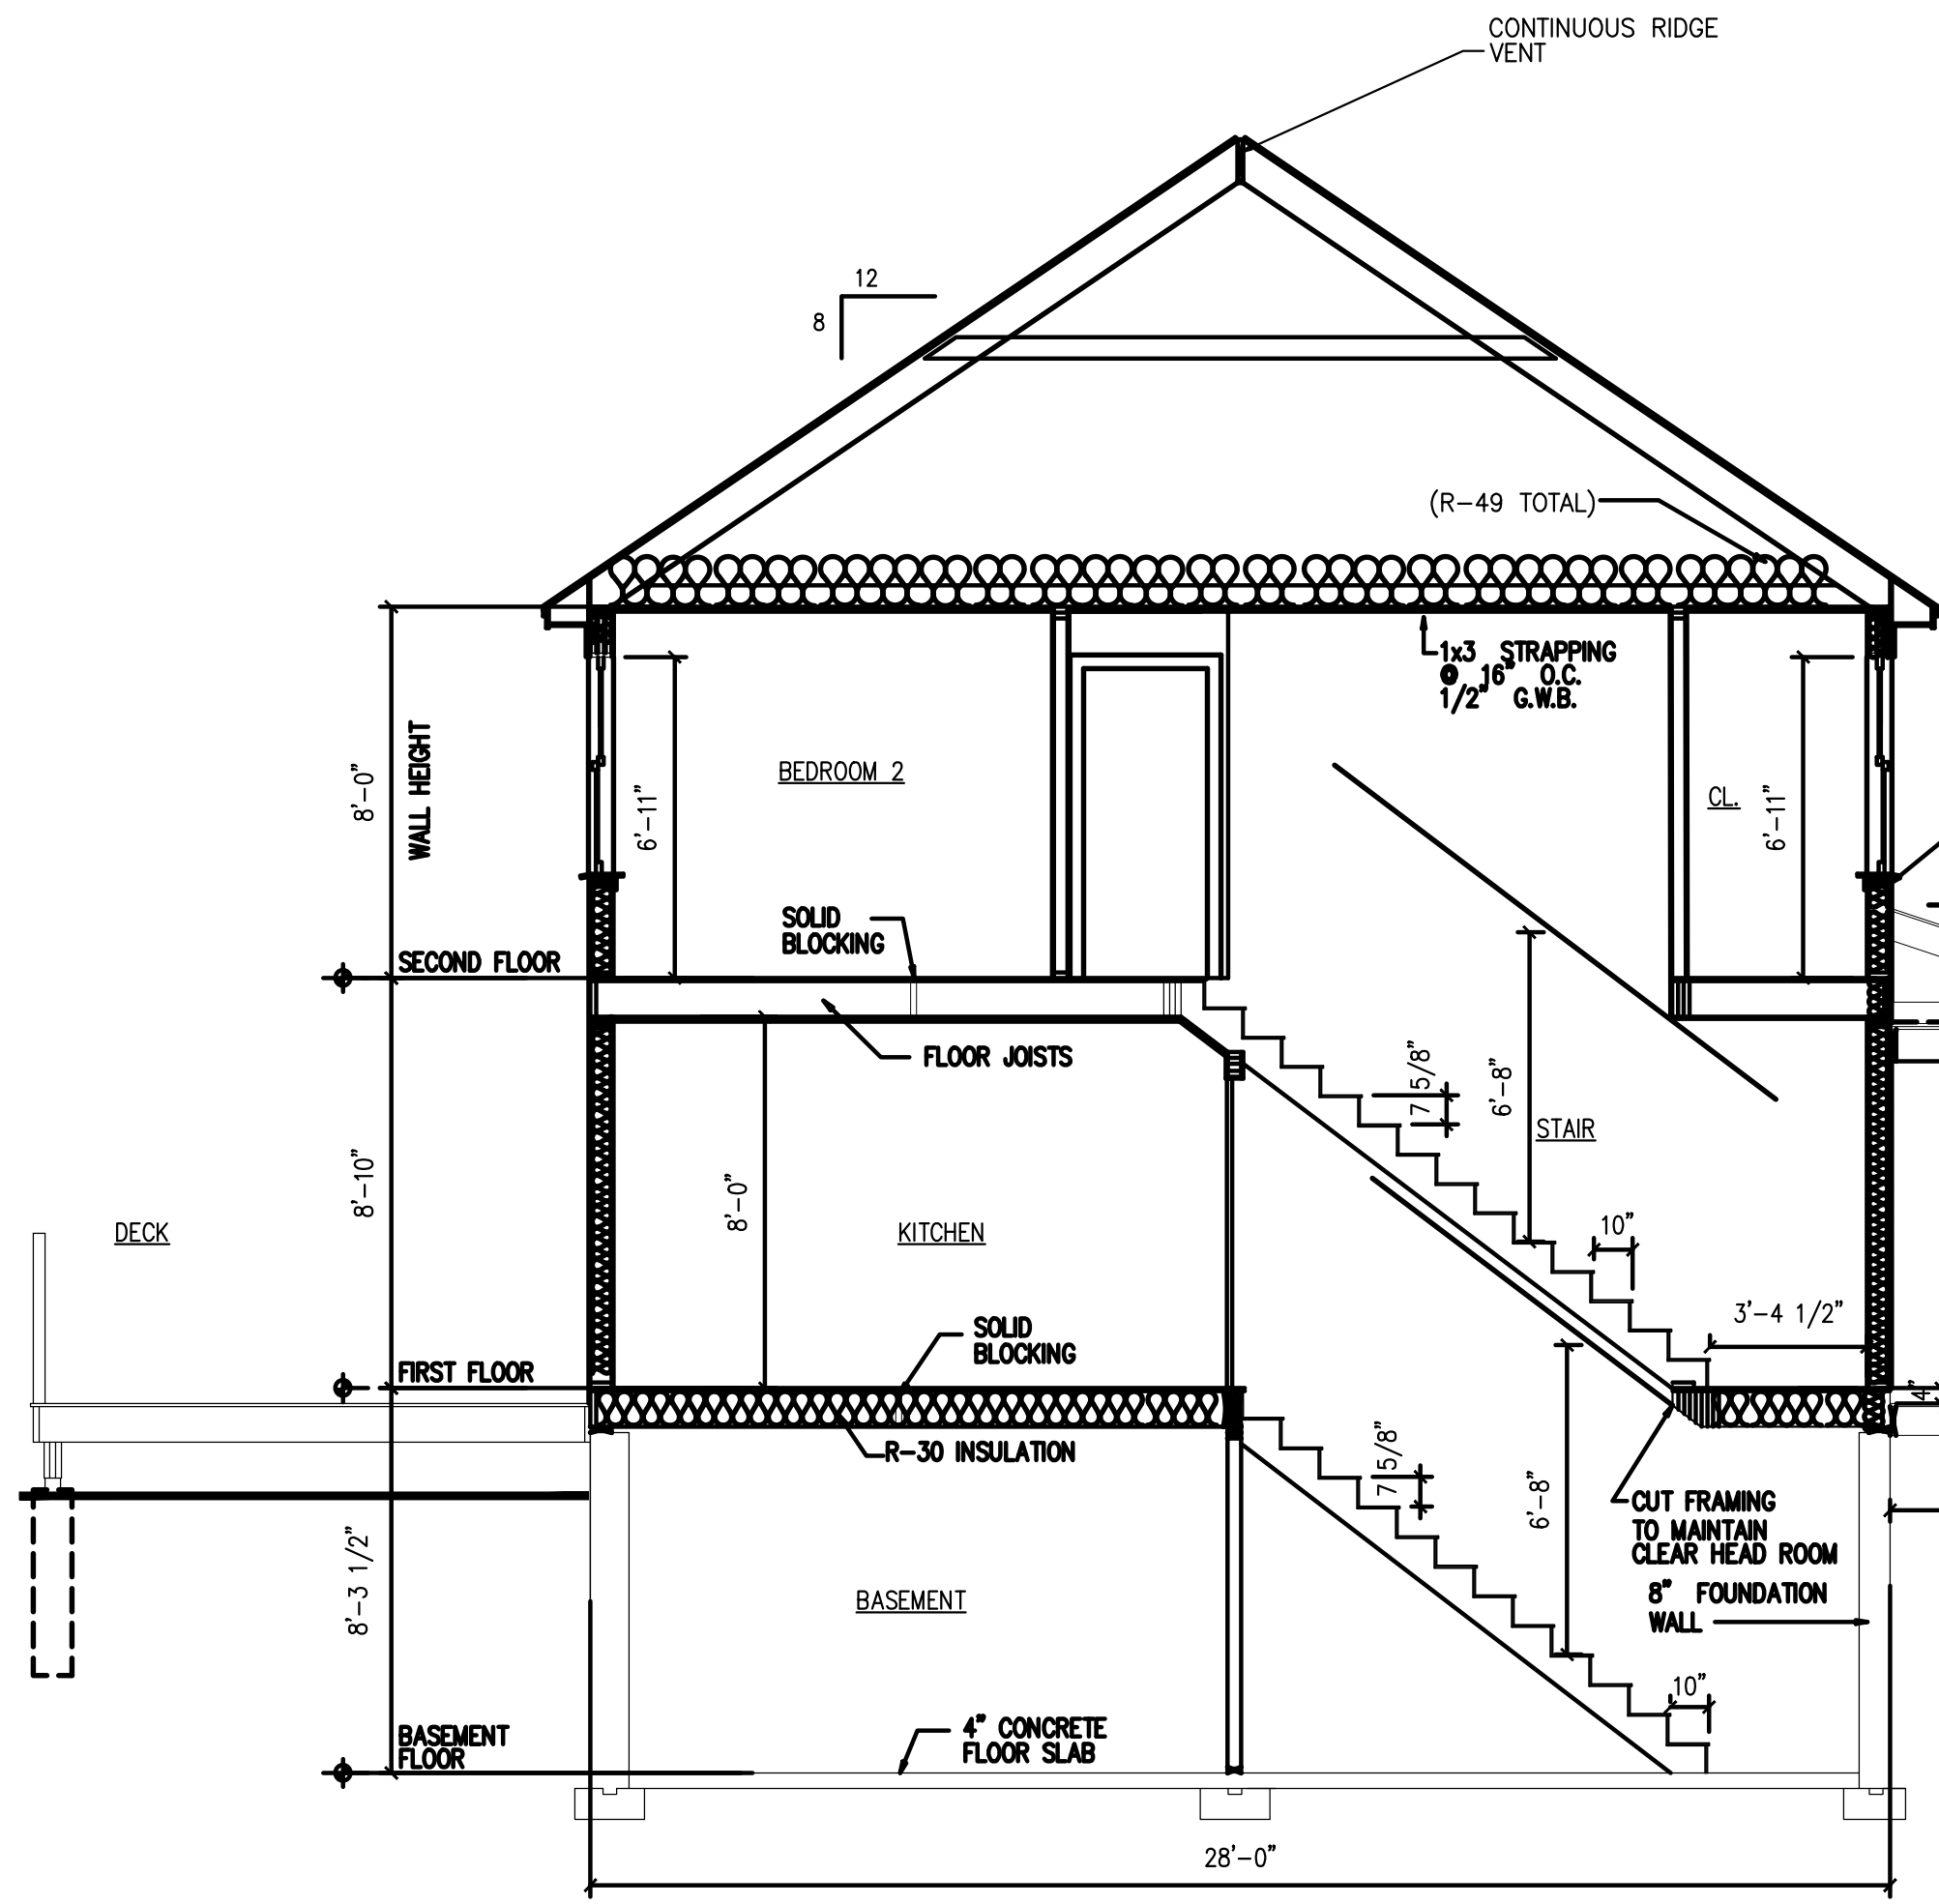 CONTINUOUS RIDGE
VENT
12
8
(R-49 TOTAL)
1x3 STRAPPING
@ 16" O.C.
1/2" G.W.B.
8'-0"
WALL HEIGHT
6'-11"
BEDROOM 2
CL.
6'-11"
SOLID
BLOCKING
SECOND FLOOR
FLOOR JOISTS
7 5/8"
6'-8"
STAIR
8'-10"
8'-0"
DECK
KITCHEN
10"
3'-4 1/2"
SOLID
BLOCKING
FIRST FLOOR
4"
R-30 INSULATION
7 5/8"
6'-8"
CUT FRAMING
TO MAINTAIN
CLEAR HEAD ROOM
8" FOUNDATION
WALL
8'-3 1/2"
BASEMENT
10"
BASEMENT
FLOOR
4" CONCRETE
FLOOR SLAB
28'-0"